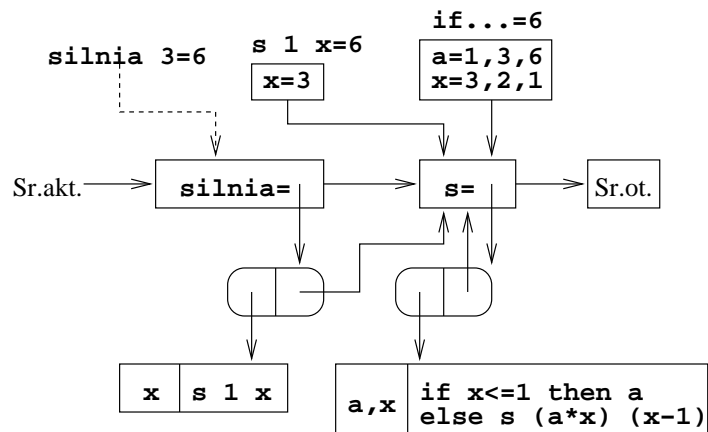 if...=6
s 1 x=6
silnia 3=6
a=1,3,6
x=3,2,1
x=3
Sr.akt.
silnia=
s=
Sr.ot.
x
s 1 x
a,x
if x<=1 then a
else s (a*x) (x-1)